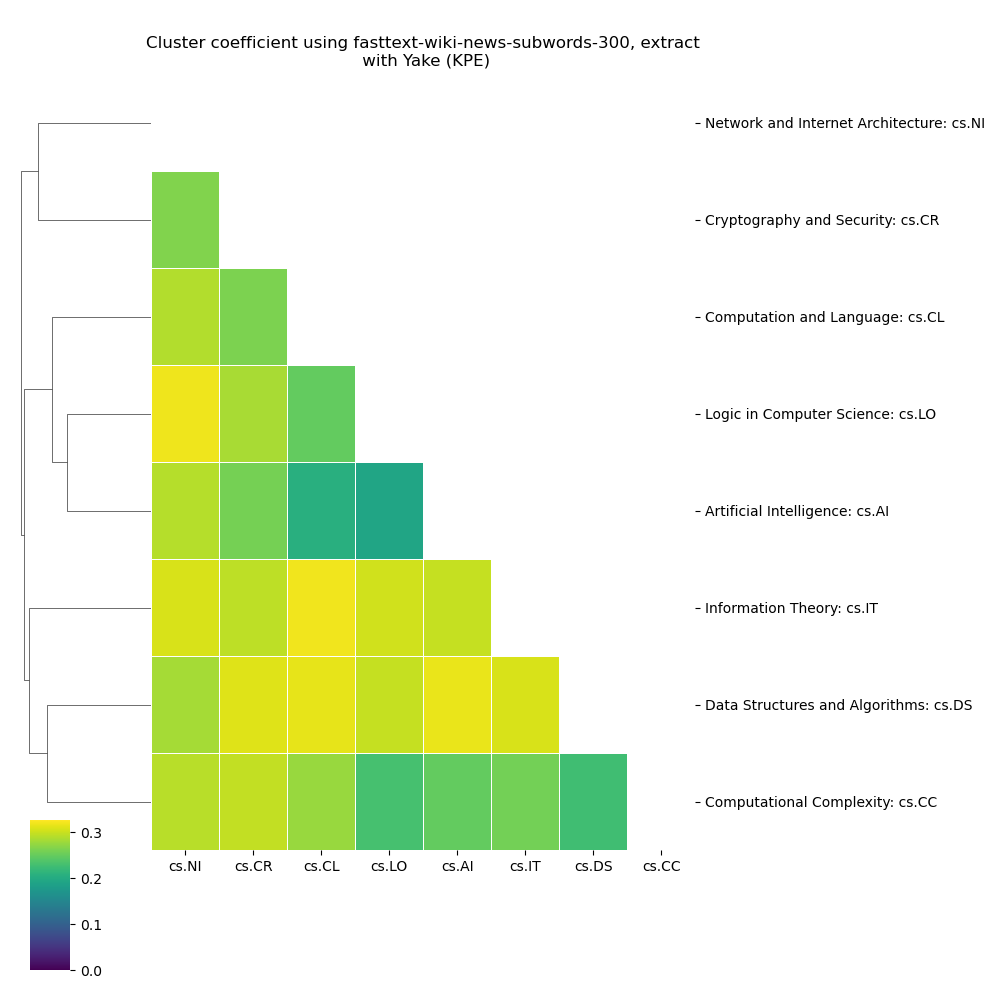 Cluster coefficient using fasttext-wiki-news-subwords-300, extract
with Yake (KPE)
Network and Internet Architecture: cs.NI
Cryptography and Security: cs.CR
Computation and Language: cs.CL
Logic in Computer Science: cs.LO
Artificial Intelligence: cs.AI
Information Theory: cs.IT
Data Structures and Algorithms: cs.DS
Computational Complexity: cs.CC
cs.NI cs.CR cs.CL cs.LO cs.AI cs.IT cs.DS cs.CC
0.3
0.2
0.1
0.0